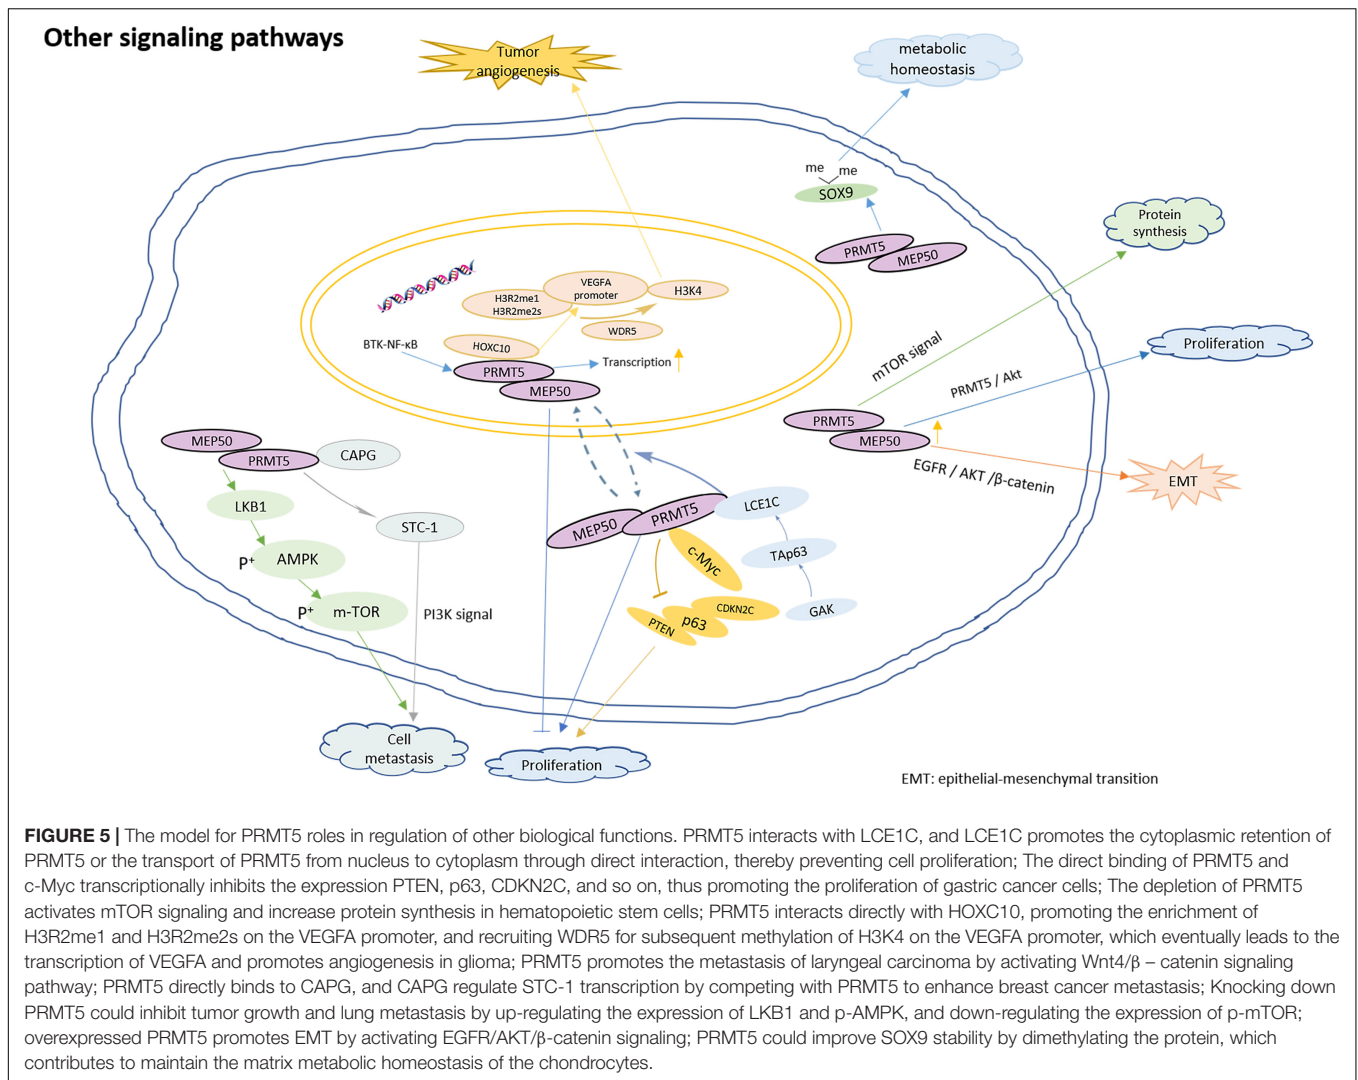 Other signaling pathways
Tumor
angiogenesis
metabolic
homeostasis
me
me
SOX9
PRMT5
MEP50
Protein
synthesis
VEGFA
promoter
H3K4
H3R2me1
H3R2me2s
WDR5
HOXC10
BTK-NF-κB
PRMT5
Transcription
MEP50
mTOR signal
Proliferation
PRMT5 / Akt
PRMT5
MEP50
EGFR / AKT /β-catenin
EMT
MEP50
PRMT5
CAPG
LKB1
STC-1
P⁺
AMPK
P⁺
m-TOR
PI3K signal
MEP50
PRMT5
LCE1C
c-Myc
TAp63
GAK
CDKN2C
p63
PTEN
Cell
metastasis
Proliferation
EMT: epithelial-mesenchymal transition
FIGURE 5 | The model for PRMT5 roles in regulation of other biological functions. PRMT5 interacts with LCE1C, and LCE1C promotes the cytoplasmic retention of
PRMT5 or the transport of PRMT5 from nucleus to cytoplasm through direct interaction, thereby preventing cell proliferation; The direct binding of PRMT5 and
c-Myc transcriptionally inhibits the expression PTEN, p63, CDKN2C, and so on, thus promoting the proliferation of gastric cancer cells; The depletion of PRMT5
activates mTOR signaling and increase protein synthesis in hematopoietic stem cells; PRMT5 interacts directly with HOXC10, promoting the enrichment of
H3R2me1 and H3R2me2s on the VEGFA promoter, and recruiting WDR5 for subsequent methylation of H3K4 on the VEGFA promoter, which eventually leads to the
transcription of VEGFA and promotes angiogenesis in glioma; PRMT5 promotes the metastasis of laryngeal carcinoma by activating Wnt4/β – catenin signaling
pathway; PRMT5 directly binds to CAPG, and CAPG regulate STC-1 transcription by competing with PRMT5 to enhance breast cancer metastasis; Knocking down
PRMT5 could inhibit tumor growth and lung metastasis by up-regulating the expression of LKB1 and p-AMPK, and down-regulating the expression of p-mTOR;
overexpressed PRMT5 promotes EMT by activating EGFR/AKT/β-catenin signaling; PRMT5 could improve SOX9 stability by dimethylating the protein, which
contributes to maintain the matrix metabolic homeostasis of the chondrocytes.